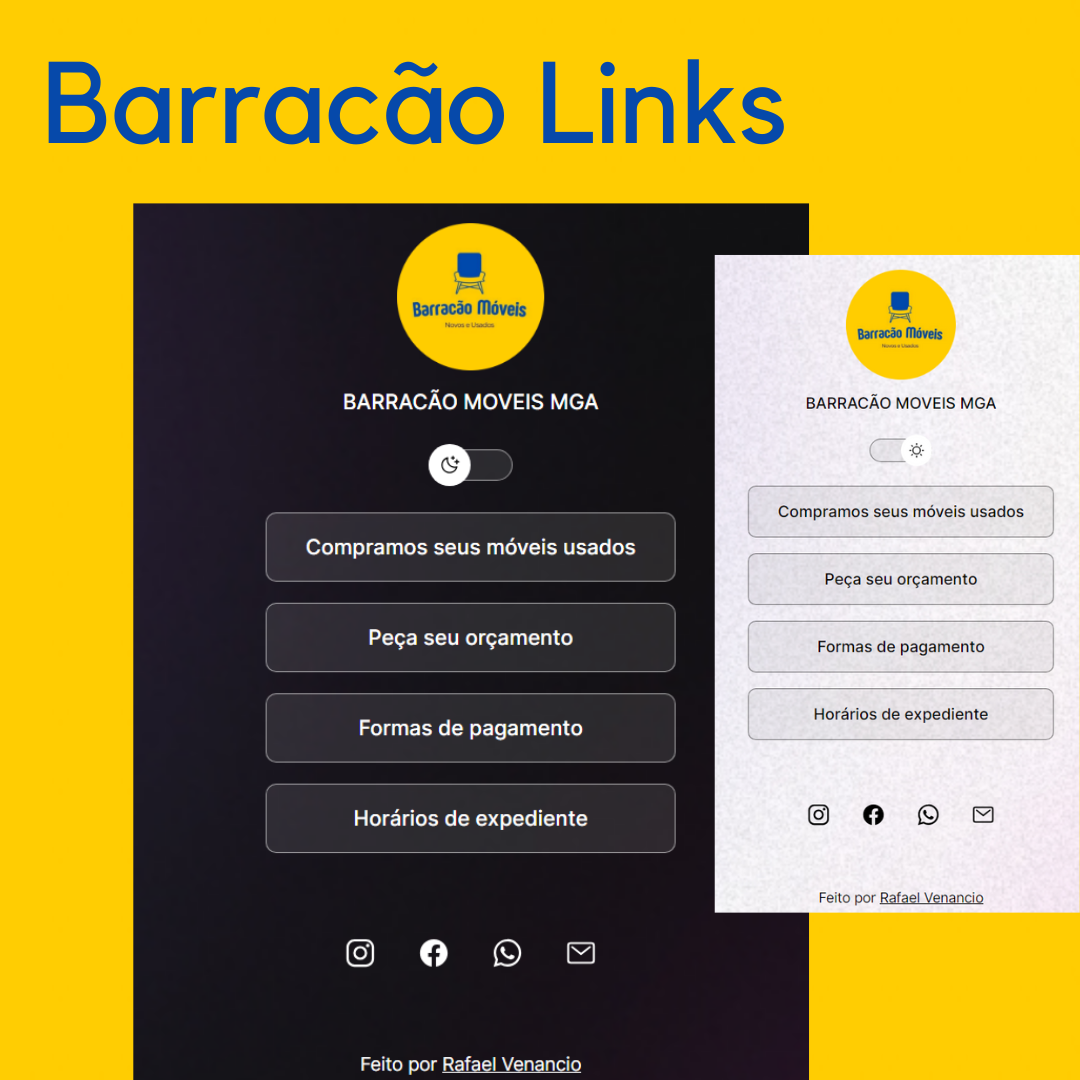 Barracão Links
Barracão Móveis
Novos e Usados
BARRACÃO MOVEIS MGA
Compramos seus móveis usados
Peça seu orçamento
Formas de pagamento
Horários de expediente
Feito por Rafael Venancio
Barracão Móveis
Novos e Usados
BARRACÃO MOVEIS MGA
Compramos seus móveis usados
Peça seu orçamento
Formas de pagamento
Horários de expediente
Feito por Rafael Venancio